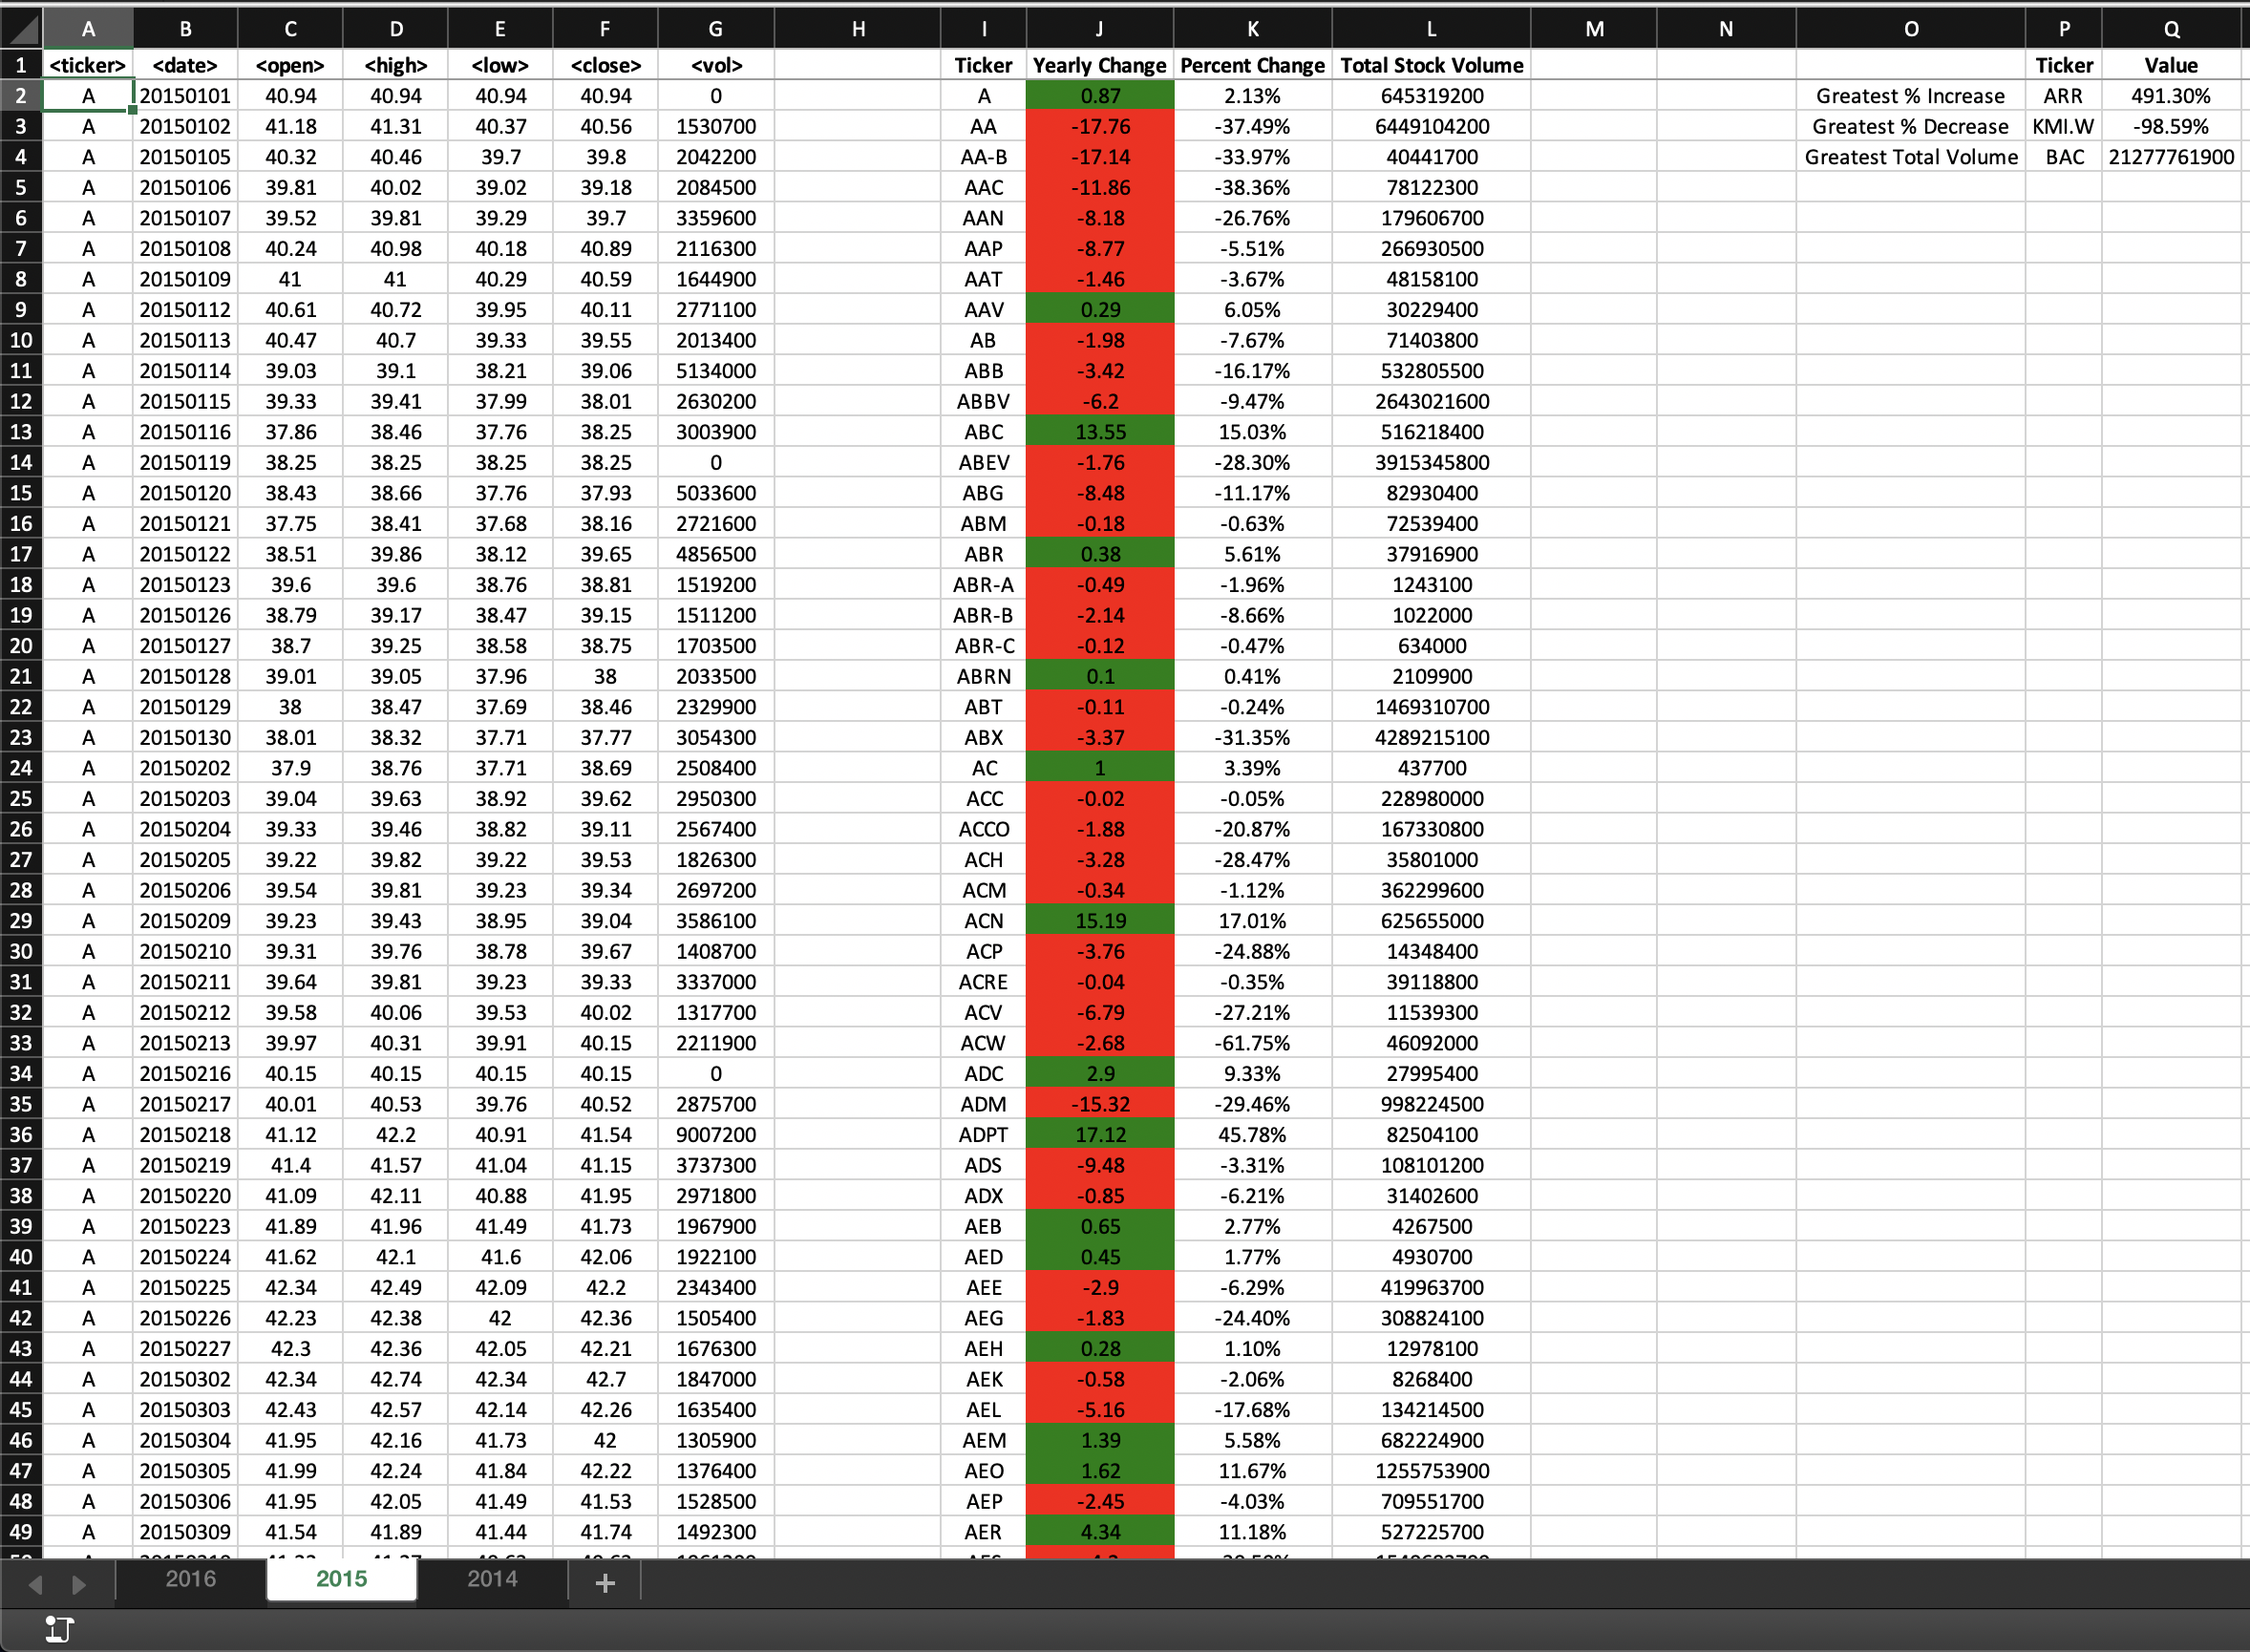 A B C D E F G H I J K L M N O P Q
1 <ticker> <date> <open> <high> <low> <close> <vol> Ticker Yearly Change Percent Change Total Stock Volume Ticker Value
2 A 20150101 40.94 40.94 40.94 40.94 0 A 0.87 2.13% 645319200 Greatest % Increase ARR 491.30%
3 A 20150102 41.18 41.31 40.37 40.56 1530700 AA -17.76 -37.49% 6449104200 Greatest % Decrease KMI.W -98.59%
4 A 20150105 40.32 40.46 39.7 39.8 2042200 AA-B -17.14 -33.97% 40441700 Greatest Total Volume BAC 21277761900
5 A 20150106 39.81 40.02 39.02 39.18 2084500 AAC -11.86 -38.36% 78122300
6 A 20150107 39.52 39.81 39.29 39.7 3359600 AAN -8.18 -26.76% 179606700
7 A 20150108 40.24 40.98 40.18 40.89 2116300 AAP -8.77 -5.51% 266930500
8 A 20150109 41 41 40.29 40.59 1644900 AAT -1.46 -3.67% 48158100
9 A 20150112 40.61 40.72 39.95 40.11 2771100 AAV 0.29 6.05% 30229400
10 A 20150113 40.47 40.7 39.33 39.55 2013400 AB -1.98 -7.67% 71403800
11 A 20150114 39.03 39.1 38.21 39.06 5134000 ABB -3.42 -16.17% 532805500
12 A 20150115 39.33 39.41 37.99 38.01 2630200 ABBV -6.2 -9.47% 2643021600
13 A 20150116 37.86 38.46 37.76 38.25 3003900 ABC 13.55 15.03% 516218400
14 A 20150119 38.25 38.25 38.25 38.25 0 ABEV -1.76 -28.30% 3915345800
15 A 20150120 38.43 38.66 37.76 37.93 5033600 ABG -8.48 -11.17% 82930400
16 A 20150121 37.75 38.41 37.68 38.16 2721600 ABM -0.18 -0.63% 72539400
17 A 20150122 38.51 39.86 38.12 39.65 4856500 ABR 0.38 5.61% 37916900
18 A 20150123 39.6 39.6 38.76 38.81 1519200 ABR-A -0.49 -1.96% 1243100
19 A 20150126 38.79 39.17 38.47 39.15 1511200 ABR-B -2.14 -8.66% 1022000
20 A 20150127 38.7 39.25 38.58 38.75 1703500 ABR-C -0.12 -0.47% 634000
21 A 20150128 39.01 39.05 37.96 38 2033500 ABRN 0.1 0.41% 2109900
22 A 20150129 38 38.47 37.69 38.46 2329900 ABT -0.11 -0.24% 1469310700
23 A 20150130 38.01 38.32 37.71 37.77 3054300 ABX -3.37 -31.35% 4289215100
24 A 20150202 37.9 38.76 37.71 38.69 2508400 AC 1 3.39% 437700
25 A 20150203 39.04 39.63 38.92 39.62 2950300 ACC -0.02 -0.05% 228980000
26 A 20150204 39.33 39.46 38.82 39.11 2567400 ACCO -1.88 -20.87% 167330800
27 A 20150205 39.22 39.82 39.22 39.53 1826300 ACH -3.28 -28.47% 35801000
28 A 20150206 39.54 39.81 39.23 39.34 2697200 ACM -0.34 -1.12% 362299600
29 A 20150209 39.23 39.43 38.95 39.04 3586100 ACN 15.19 17.01% 625655000
30 A 20150210 39.31 39.76 38.78 39.67 1408700 ACP -3.76 -24.88% 14348400
31 A 20150211 39.64 39.81 39.23 39.33 3337000 ACRE -0.04 -0.35% 39118800
32 A 20150212 39.58 40.06 39.53 40.02 1317700 ACV -6.79 -27.21% 11539300
33 A 20150213 39.97 40.31 39.91 40.15 2211900 ACW -2.68 -61.75% 46092000
34 A 20150216 40.15 40.15 40.15 40.15 0 ADC 2.9 9.33% 27995400
35 A 20150217 40.01 40.53 39.76 40.52 2875700 ADM -15.32 -29.46% 998224500
36 A 20150218 41.12 42.2 40.91 41.54 9007200 ADPT 17.12 45.78% 82504100
37 A 20150219 41.4 41.57 41.04 41.15 3737300 ADS -9.48 -3.31% 108101200
38 A 20150220 41.09 42.11 40.88 41.95 2971800 ADX -0.85 -6.21% 31402600
39 A 20150223 41.89 41.96 41.49 41.73 1967900 AEB 0.65 2.77% 4267500
40 A 20150224 41.62 42.1 41.6 42.06 1922100 AED 0.45 1.77% 4930700
41 A 20150225 42.34 42.49 42.09 42.2 2343400 AEE -2.9 -6.29% 419963700
42 A 20150226 42.23 42.38 42 42.36 1505400 AEG -1.83 -24.40% 308824100
43 A 20150227 42.3 42.36 42.05 42.21 1676300 AEH 0.28 1.10% 12978100
44 A 20150302 42.34 42.74 42.34 42.7 1847000 AEK -0.58 -2.06% 8268400
45 A 20150303 42.43 42.57 42.14 42.26 1635400 AEL -5.16 -17.68% 134214500
46 A 20150304 41.95 42.16 41.73 42 1305900 AEM 1.39 5.58% 682224900
47 A 20150305 41.99 42.24 41.84 42.22 1376400 AEO 1.62 11.67% 1255753900
48 A 20150306 41.95 42.05 41.49 41.53 1528500 AEP -2.45 -4.03% 709551700
49 A 20150309 41.54 41.89 41.44 41.74 1492300 AER 4.34 11.18% 527225700
2016 2015 2014